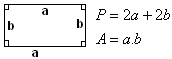 a
b
b
a
P = 2a + 2b
A = a.b